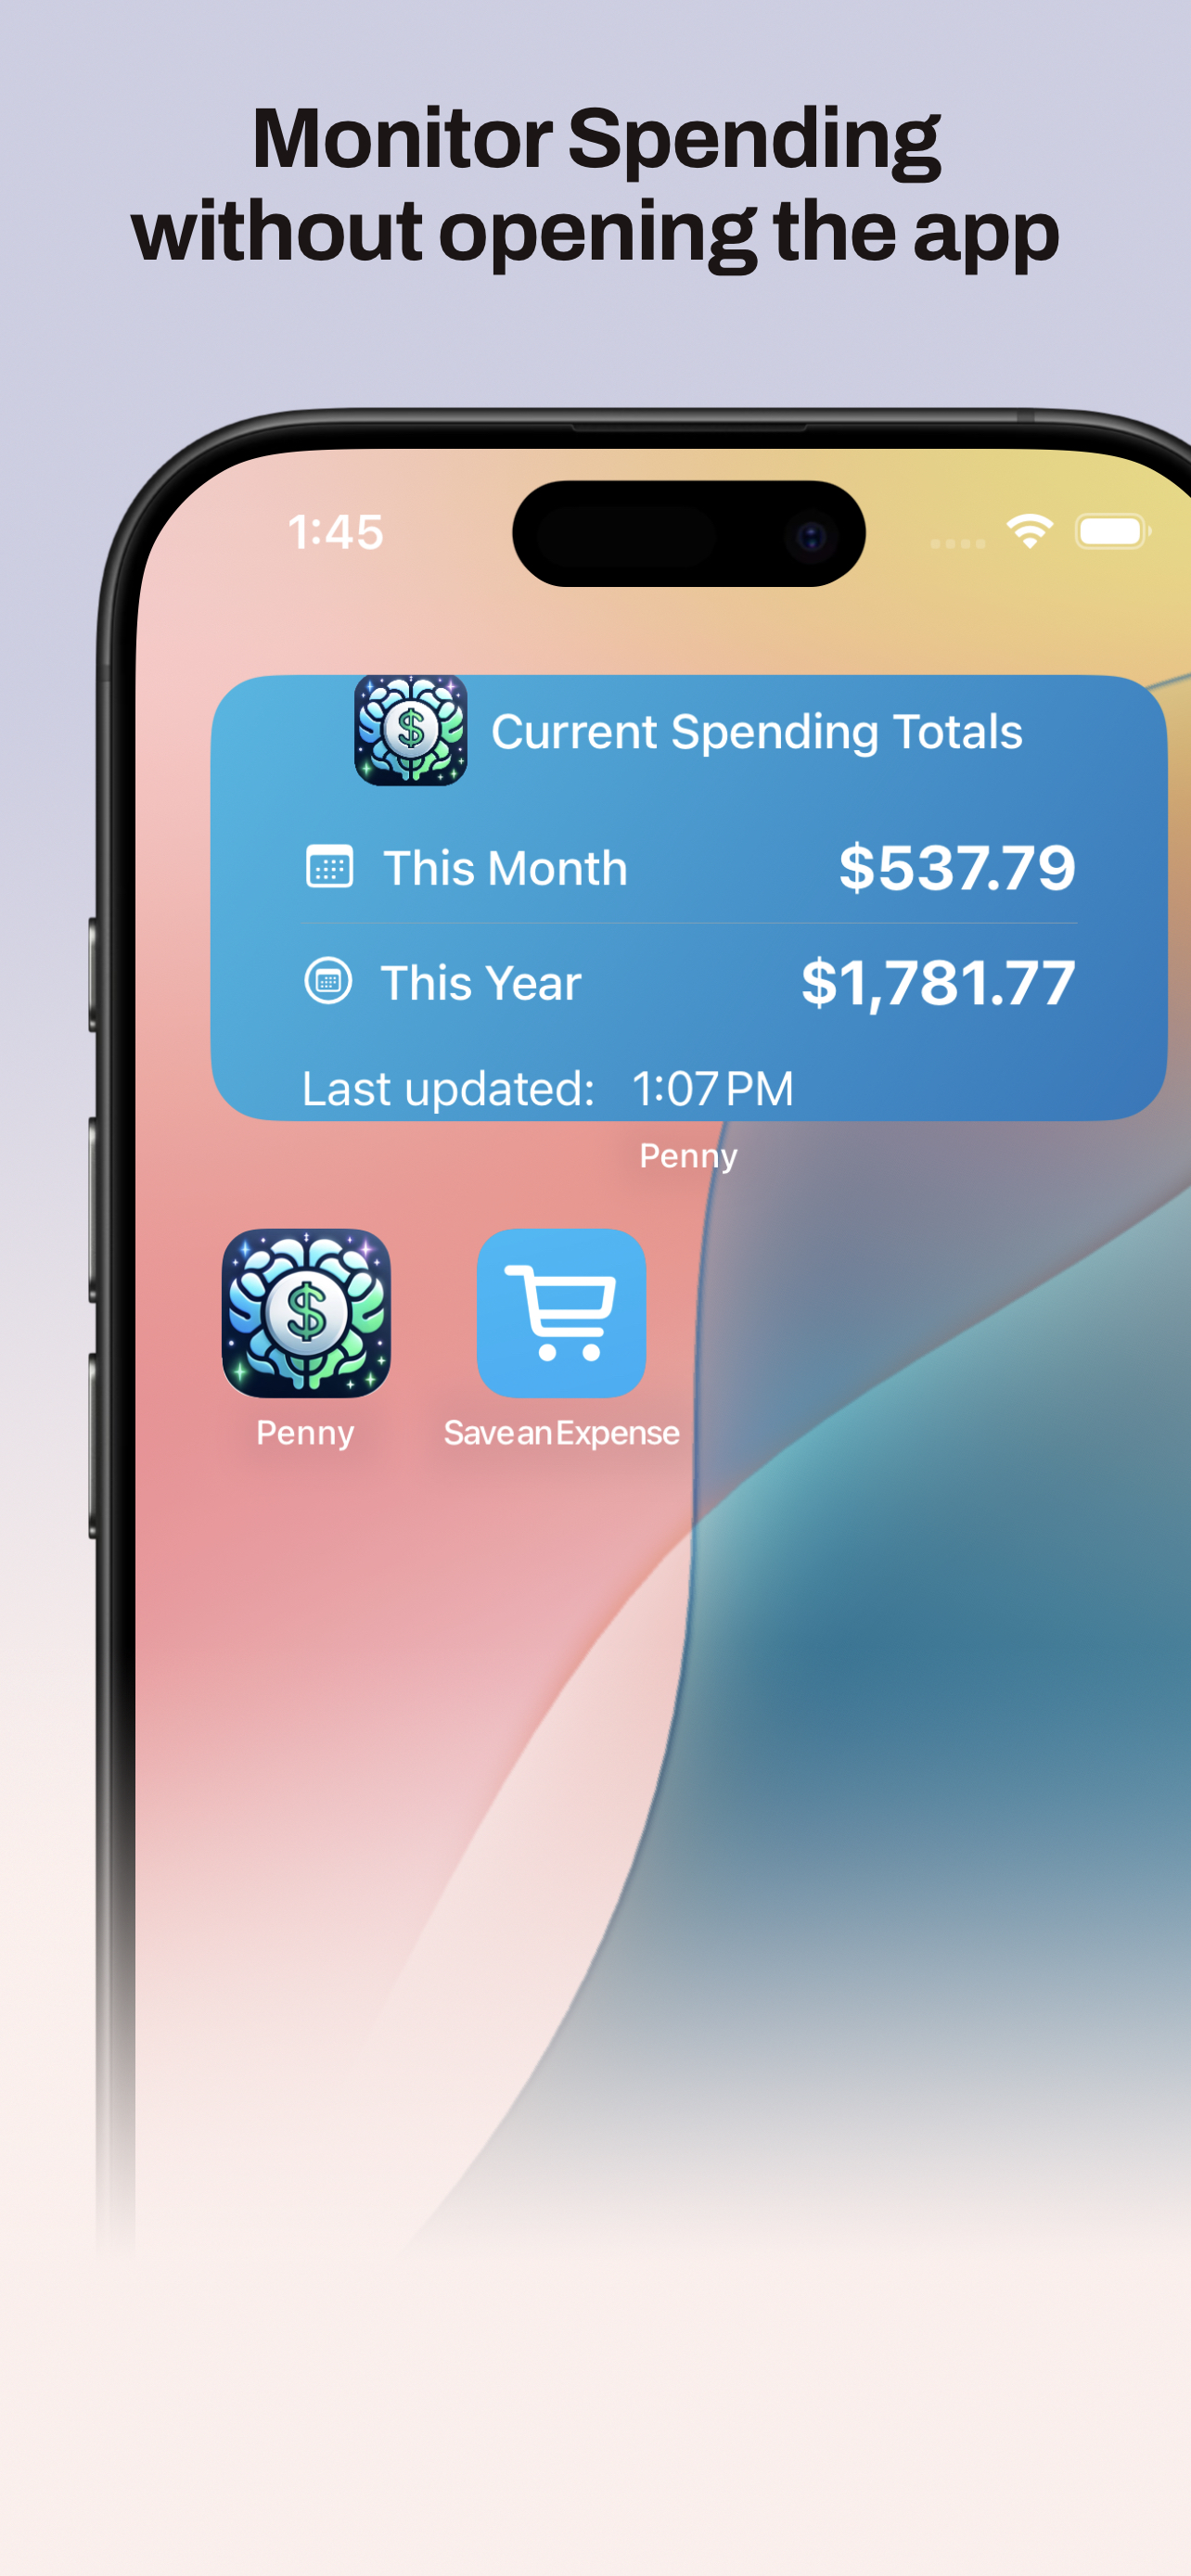 Monitor Spending
without opening the app
1:45
$
Current Spending Totals
This Month $537.79
This Year $1,781.77
Last updated: 1:07 PM
Penny
$
Penny Save an Expense